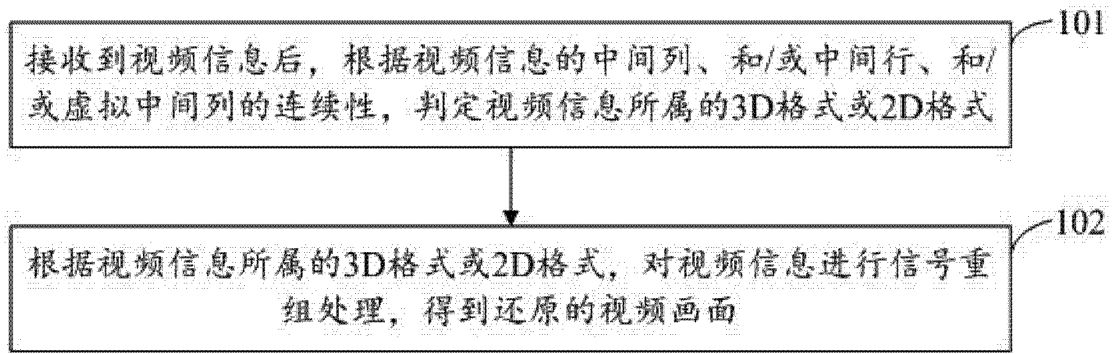 101
接收到视频信息后，根据视频信息的中间列、和/或中间行、和/
或虚拟中间列的连续性，判定视频信息所属的3D格式或2D格式
102
根据视频信息所属的3D格式或2D格式，对视频信息进行信号重
组处理，得到还原的视频画面